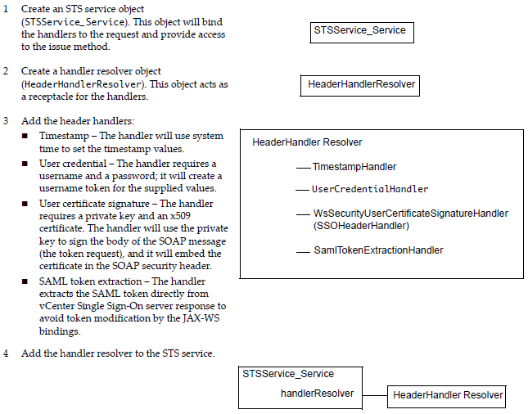 1 Create an STS service object
(STSService_Service). This object will bind
the handlers to the request and provide access
to the issue method.
STSService_Service
2 Create a handler resolver object
(HeaderHandlerResolver). This object acts as
a receptacle for the handlers.
HeaderHandlerResolver
3 Add the header handlers:
■ Timestamp – The handler will use system
time to set the timestamp values.
■ User credential – The handler requires a
username and a password; it will create a
username token for the supplied values.
■ User certificate signature – The handler
requires a private key and an x509
certificate. The handler will use the private
key to sign the body of the SOAP message
(the token request), and it will embed the
certificate in the SOAP security header.
■ SAML token extraction – The handler
extracts the SAML token directly from
vCenter Single Sign-On server response to
avoid token modification by the JAX-WS
bindings.
HeaderHandler Resolver
TimestampHandler
UserCredentialHandler
WsSecurityUserCertificateSignatureHandler
(SSOHeaderHandler)
SamlTokenExtractionHandler
4 Add the handler resolver to the STS service.
STSService_Service
handlerResolver
HeaderHandler Resolver